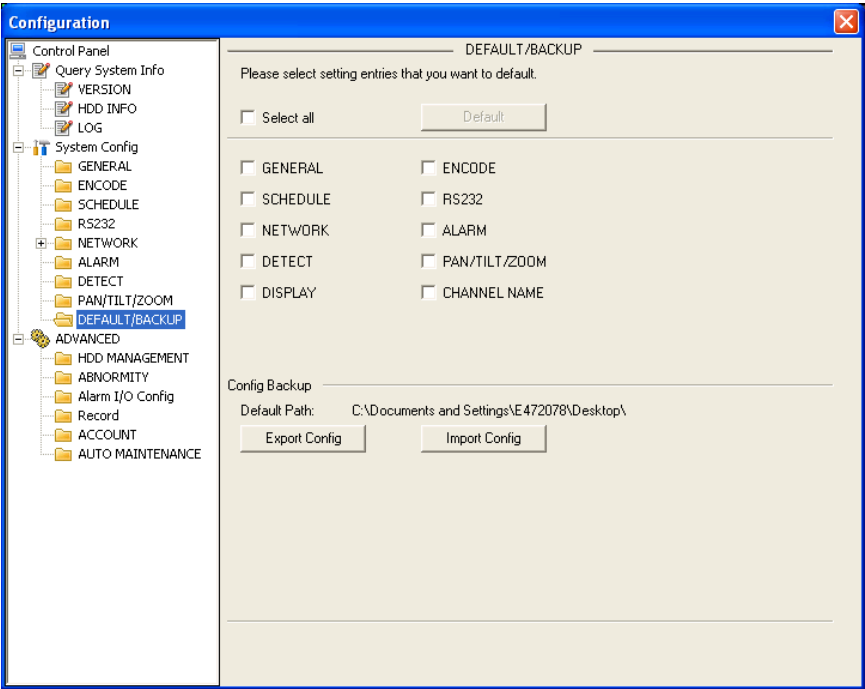 Configuration
Control Panel
Query System Info
VERSION
HDD INFO
LOG
System Config
GENERAL
ENCODE
SCHEDULE
RS232
NETWORK
ALARM
DETECT
PAN/TILT/ZOOM
DEFAULT/BACKUP
ADVANCED
HDD MANAGEMENT
ABNORMITY
Alarm I/O Config
Record
ACCOUNT
AUTO MAINTENANCE
DEFAULT/BACKUP
Please select setting entries that you want to default.
Select all Default
GENERAL ENCODE
SCHEDULE RS232
NETWORK ALARM
DETECT PAN/TILT/ZOOM
DISPLAY CHANNEL NAME
Config Backup
Default Path: C:\Documents and Settings\E472078\Desktop\
Export Config Import Config